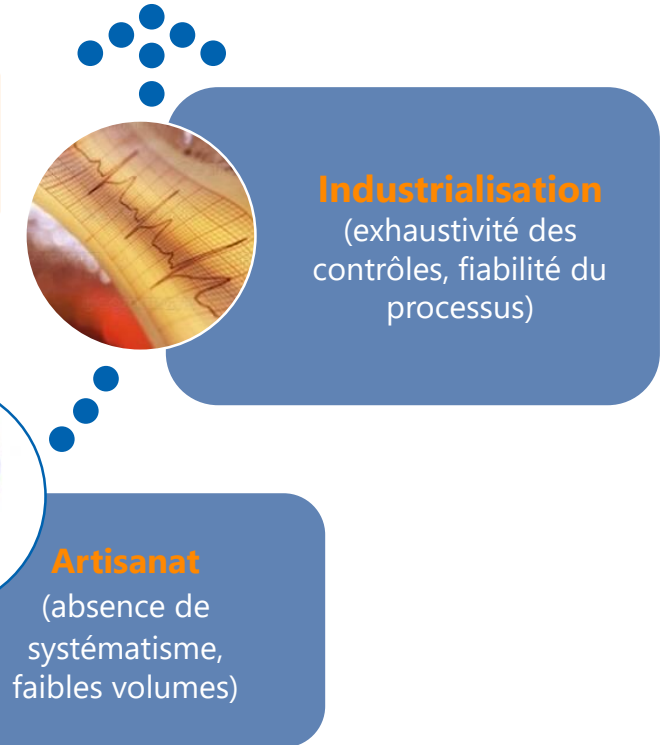 Industrialisation
(exhaustivité des
contrôles, fiabilité du
processus)
Artisanat
(absence de
systématisme,
faibles volumes)